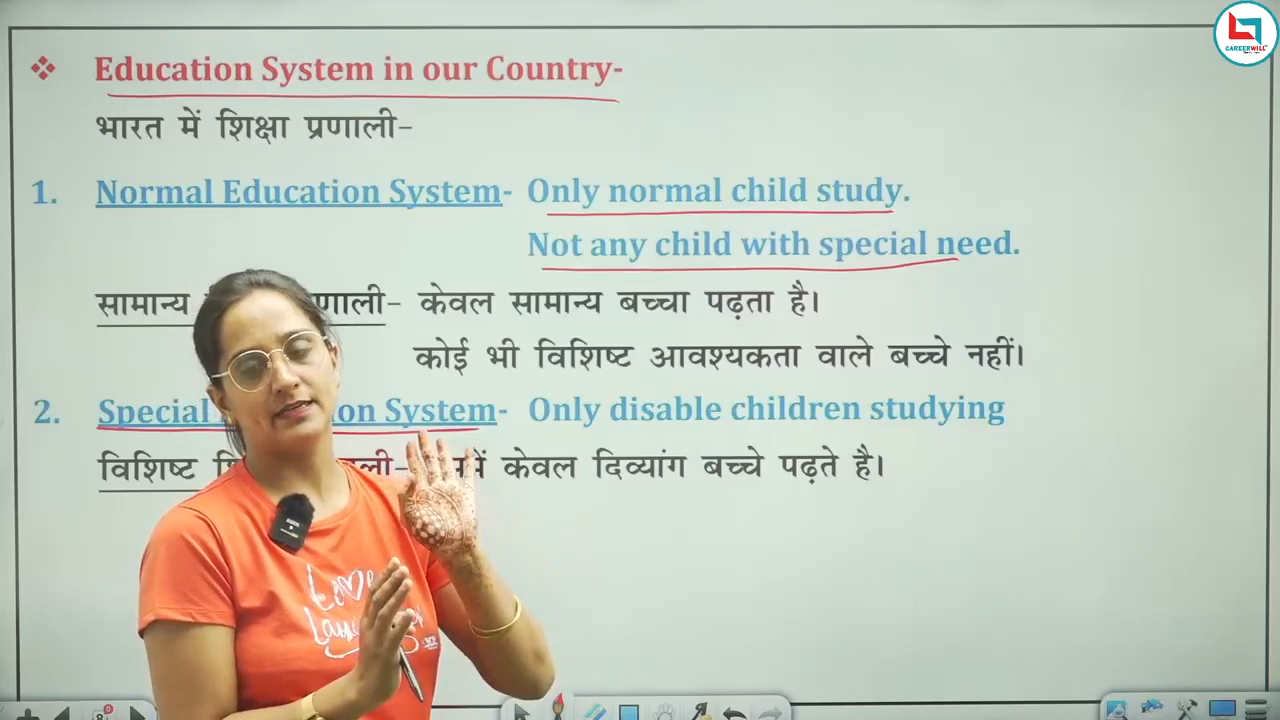 ❖ Education System in our Country-
भारत में शिक्षा प्रणाली-
1. Normal Education System- Only normal child study.
Not any child with special need.
सामान्य णाली- केवल सामान्य बच्चा पढ़ता है।
कोई भी विशिष्ट आवश्यकता वाले बच्चे नहीं।
2. Special on System- Only disable children studying
विशिष्ट केवल दिव्यांग बच्चे पढ़ते है।
CAREERWILL
Love